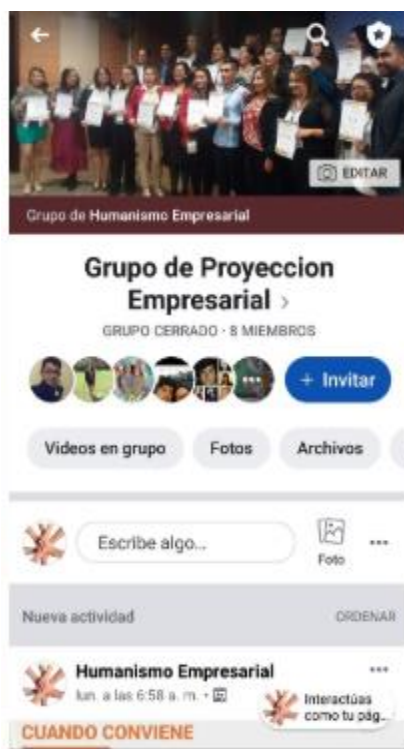 EDITAR
Grupo de Humanismo Empresarial
Grupo de Proyeccion
Empresarial >
GRUPO CERRADO · 8 MIEMBROS
+ Invitar
Videos en grupo
Fotos
Archivos
Escribe algo...
Foto
Nueva actividad
ORDENAR
Humanismo Empresarial
lun. a las 6:58 a. m.
Interactúas
como tu pág...
CUANDO CONVIENE